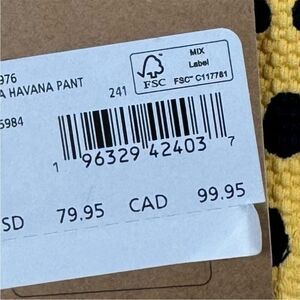 976
A HAVANA PANT
241
MIX
Label
FSC
FSC™ C117781
5984
1 96329 42403 7
SD 79.95 CAD 99.95